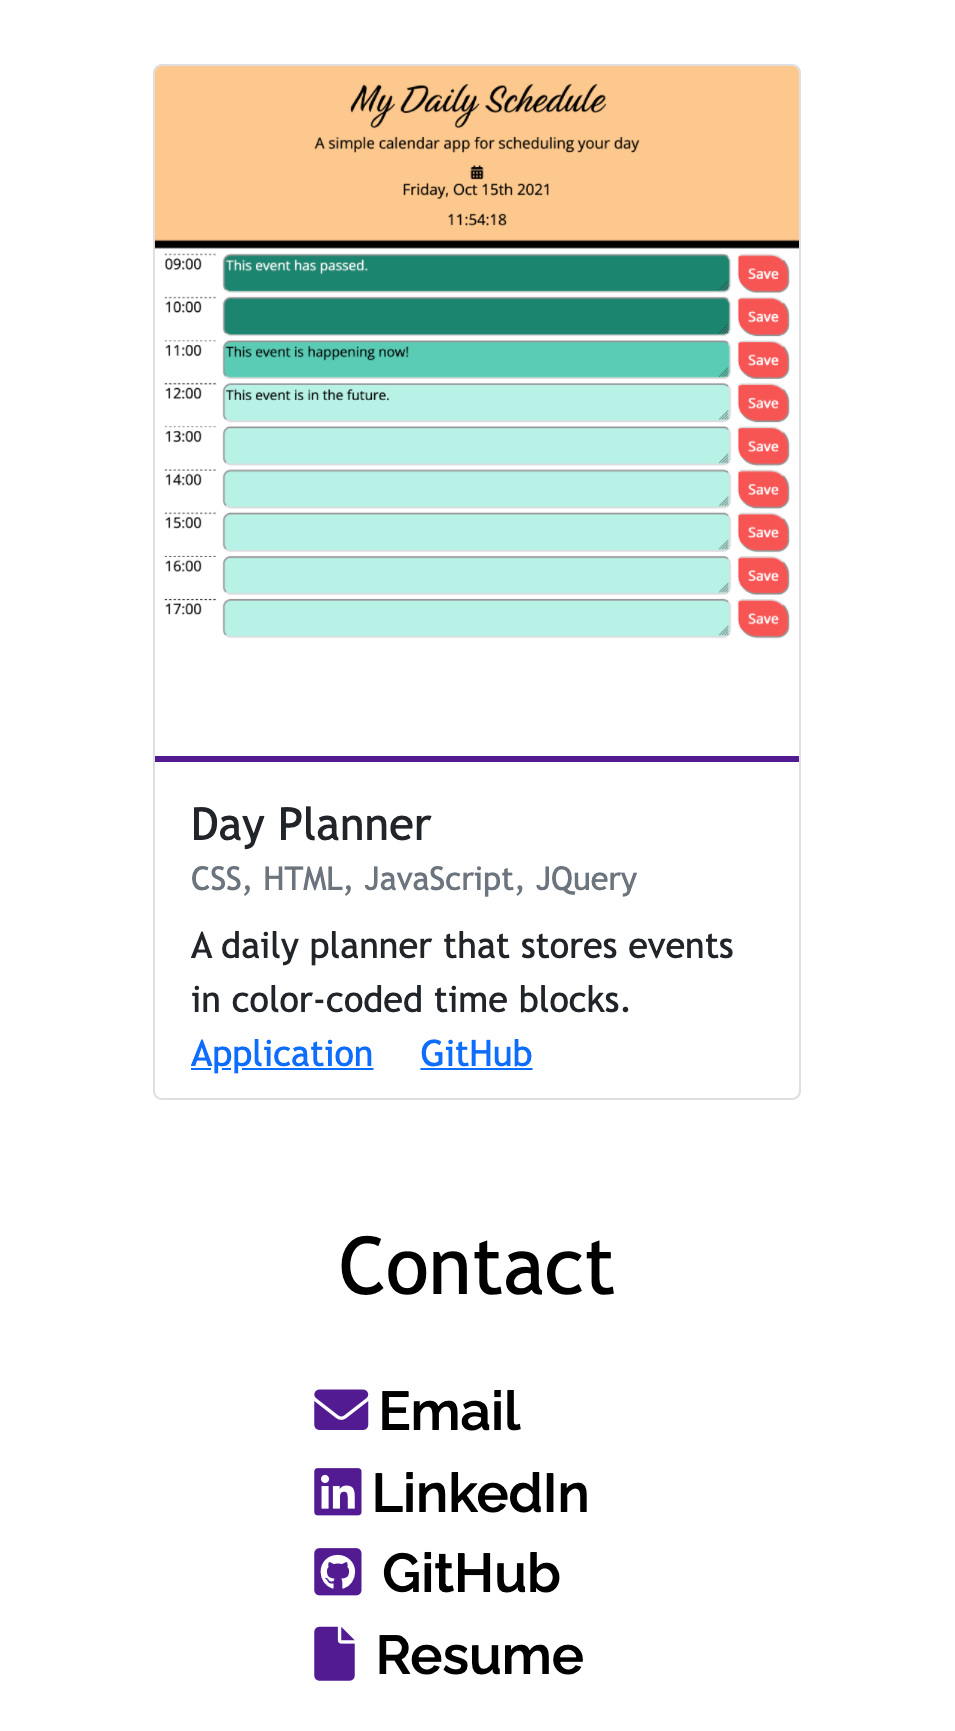 My Daily Schedule
A simple calendar app for scheduling your day
Friday, Oct 15th 2021
11:54:18
09:00 This event has passed. Save
10:00 Save
11:00 This event is happening now! Save
12:00 This event is in the future. Save
13:00 Save
14:00 Save
15:00 Save
16:00 Save
17:00 Save
Day Planner
CSS, HTML, JavaScript, JQuery
A daily planner that stores events
in color-coded time blocks.
Application GitHub
Contact
Email
LinkedIn
GitHub
Resume